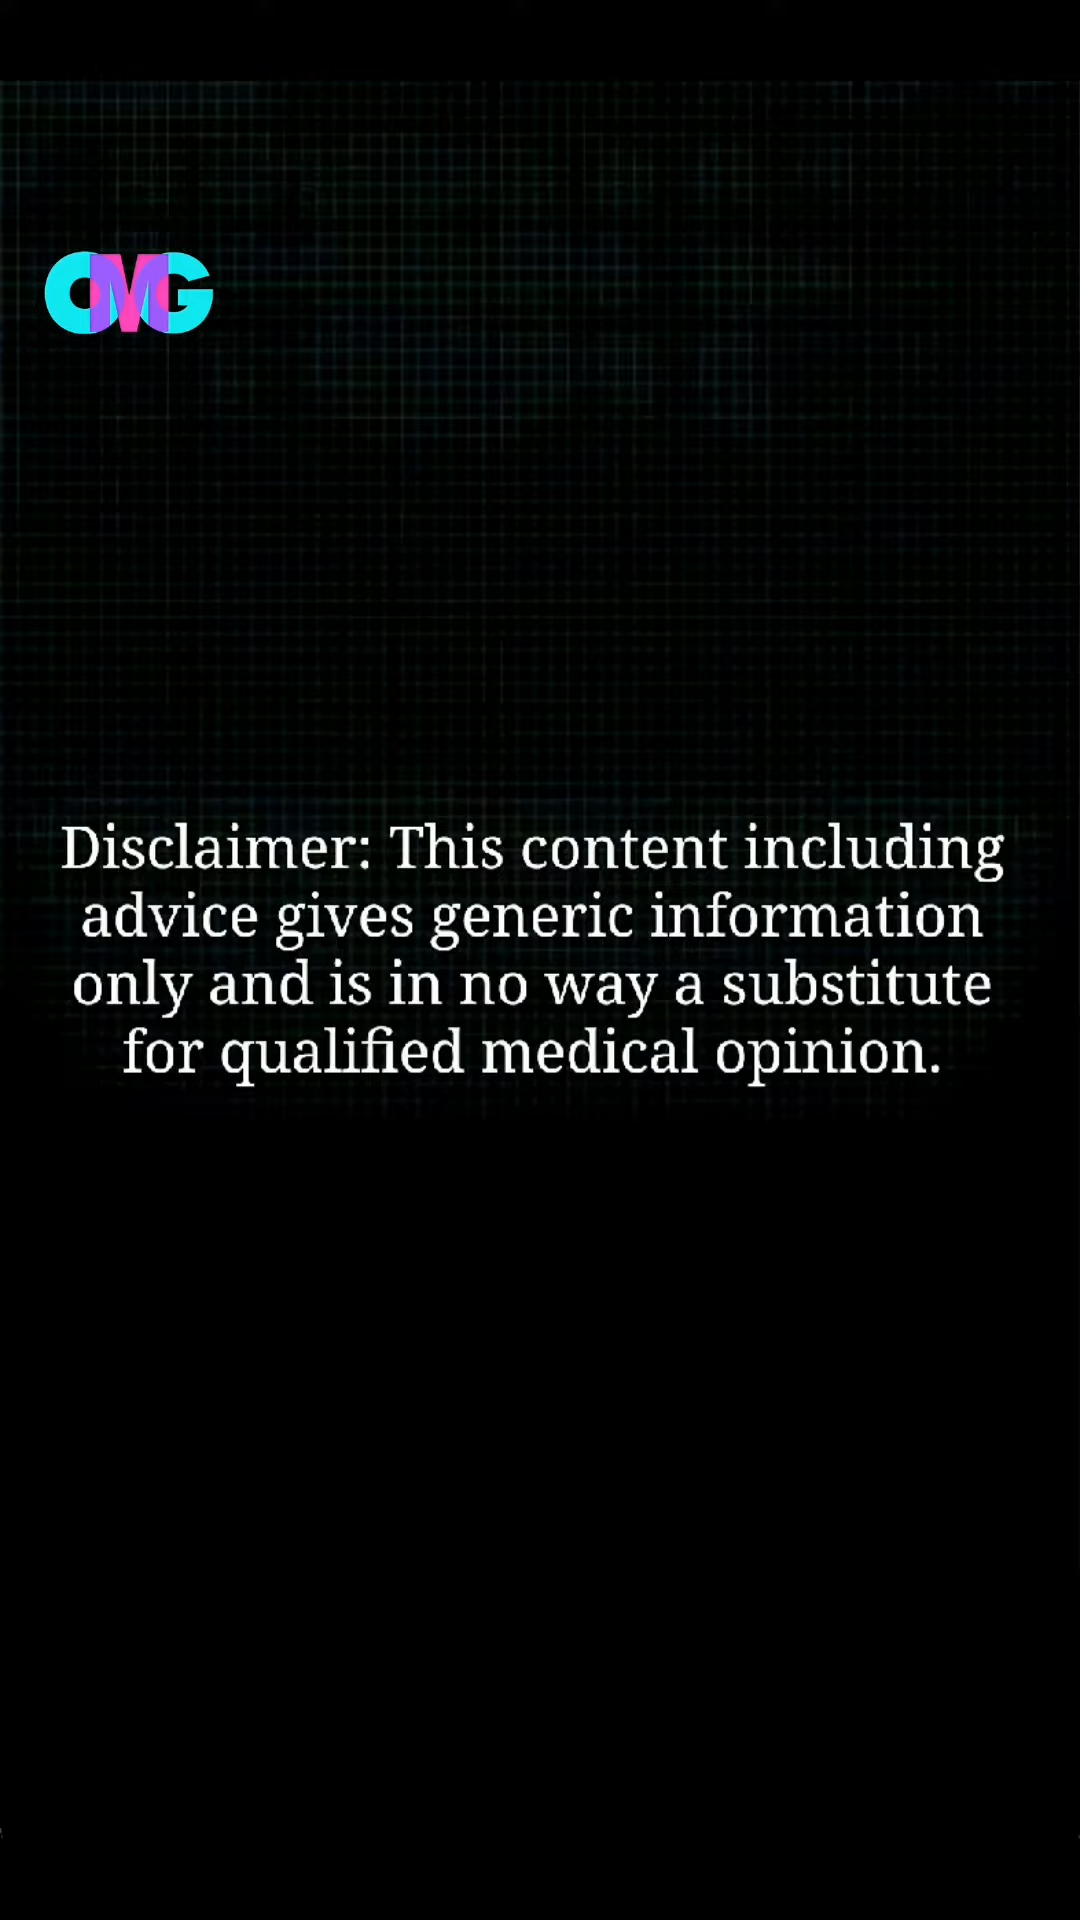 OMG
Disclaimer: This content including
advice gives generic information
only and is in no way a substitute
for qualified medical opinion.